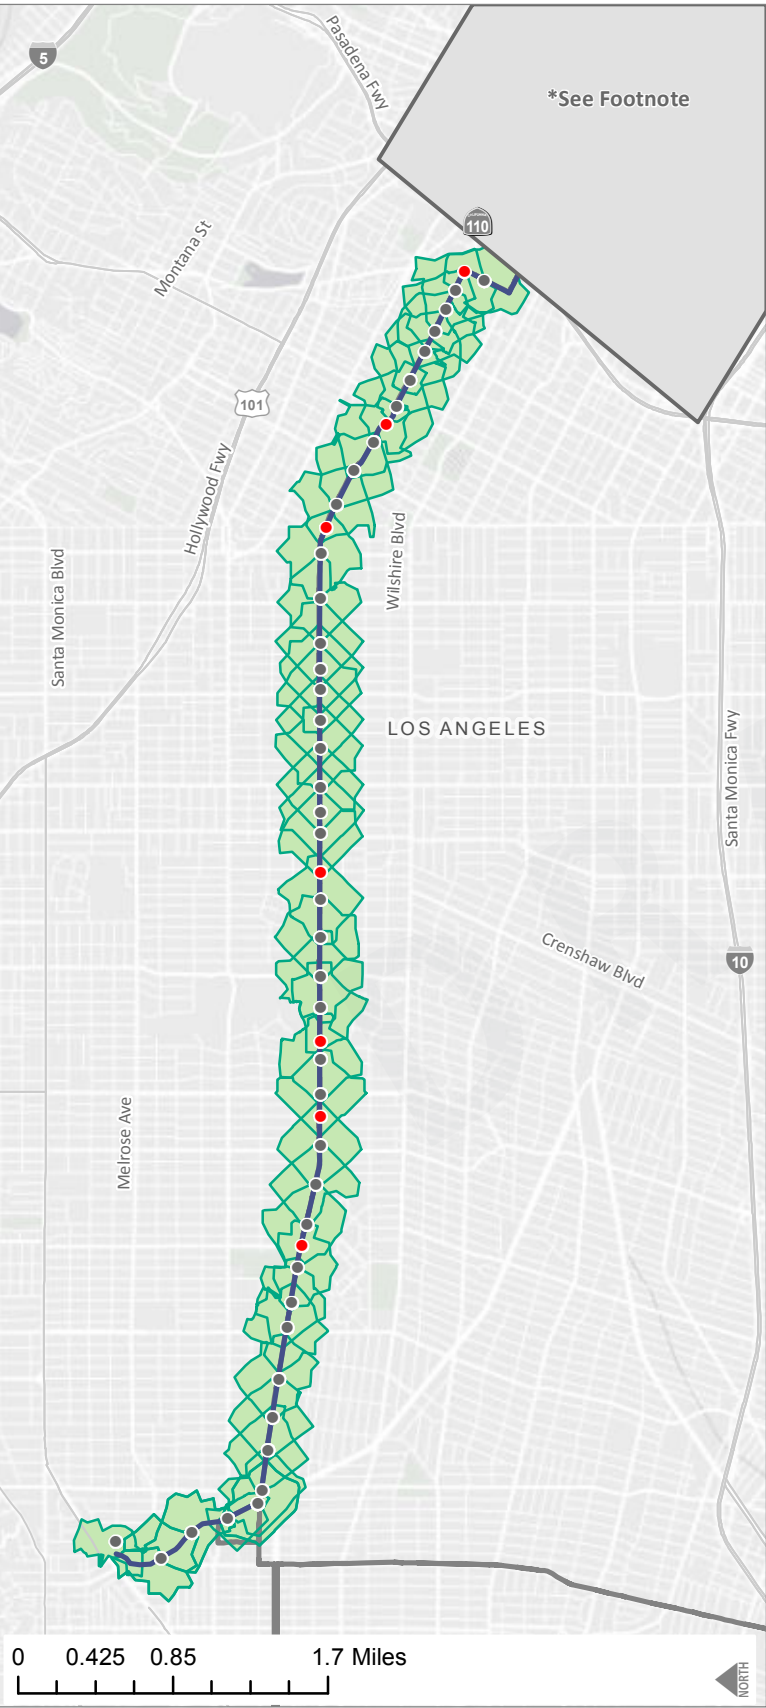 5
Pasadena Fwy
*See Footnote
CALIFORNIA
110
Montana St
101
Hollywood Fwy
Wilshire Blvd
Santa Monica Blvd
LOS ANGELES
Santa Monica Fwy
Crenshaw Blvd
10
Melrose Ave
0 0.425 0.85 1.7 Miles
NORTH